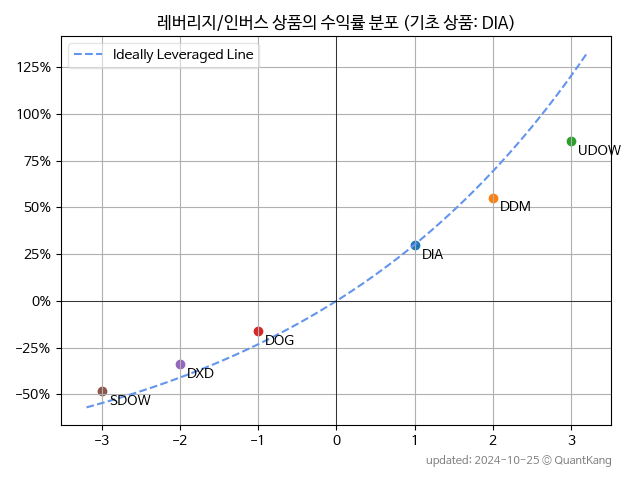 레버리지/인버스 상품의 수익률 분포 (기초 상품: DIA)
Ideally Leveraged Line
125%
100%
75%
50%
25%
0%
−25%
−50%
UDOW
DDM
DIA
DOG
DXD
SDOW
−3 −2 −1 0 1 2 3
updated: 2024-10-25 © QuantKang